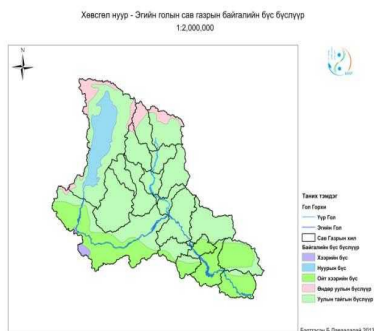 Хөвсгөл нуур - Эгийн голын сав газрын байгалийн бүс бүслүүр
1:2,000,000
N
Таних тэмдэг
Гол Горхи
Үүр Гол
Эгийн Гол
Сав Газрын хил
Байгалийн бүс бүслүүр
Хээрийн бүс
Нуурын бүс
Ойт хээрийн бүс
Өндөр уулын бүслүүр
Уулын тайгын бүслүүр